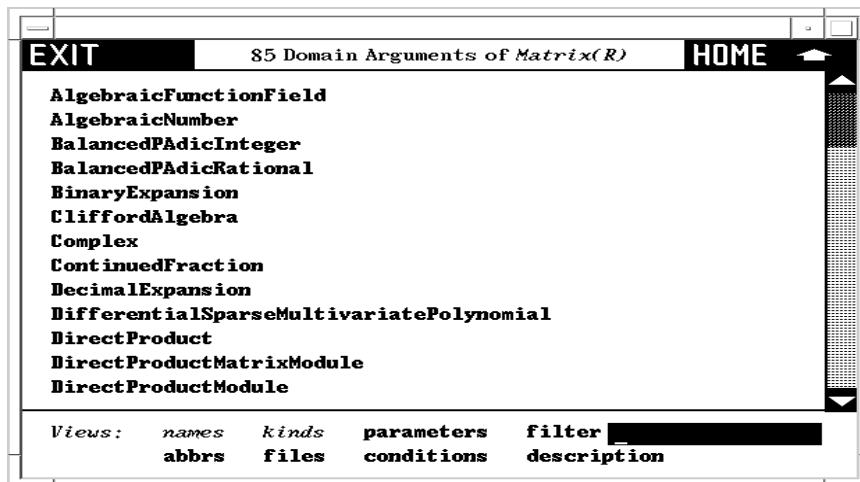 EXIT 85 Domain Arguments of Matrix(R) HOME
AlgebraicFunctionField
AlgebraicNumber
BalancedPAdicInteger
BalancedPAdicRational
BinaryExpansion
CliffordAlgebra
Complex
ContinuedFraction
DecimalExpansion
DifferentialSparseMultivariatePolynomial
DirectProduct
DirectProductMatrixModule
DirectProductModule
Views: names kinds parameters filter _
abbrs files conditions description